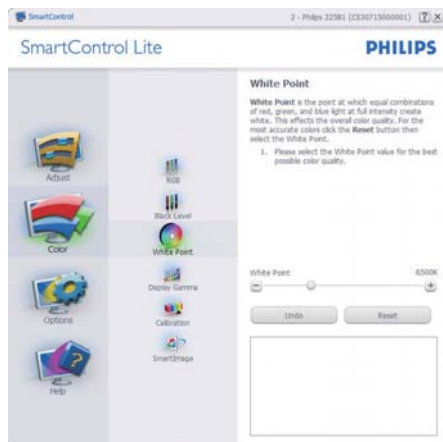 SmartControl
2 - Philips 225B1 (CS30715000001)
SmartControl Lite
PHILIPS
Adjust
Color
Options
Help
RGB
Black Level
White Point
Display Gamma
Calibration
SmartImage
White Point
White Point is the point at which equal combinations
of red, green, and blue light at full intensity create
white. This effects the overall color quality. For the
most accurate colors click the Reset button then
select the White Point.
1. Please select the White Point value for the best
possible color quality.
White Point 6500K
Undo Reset